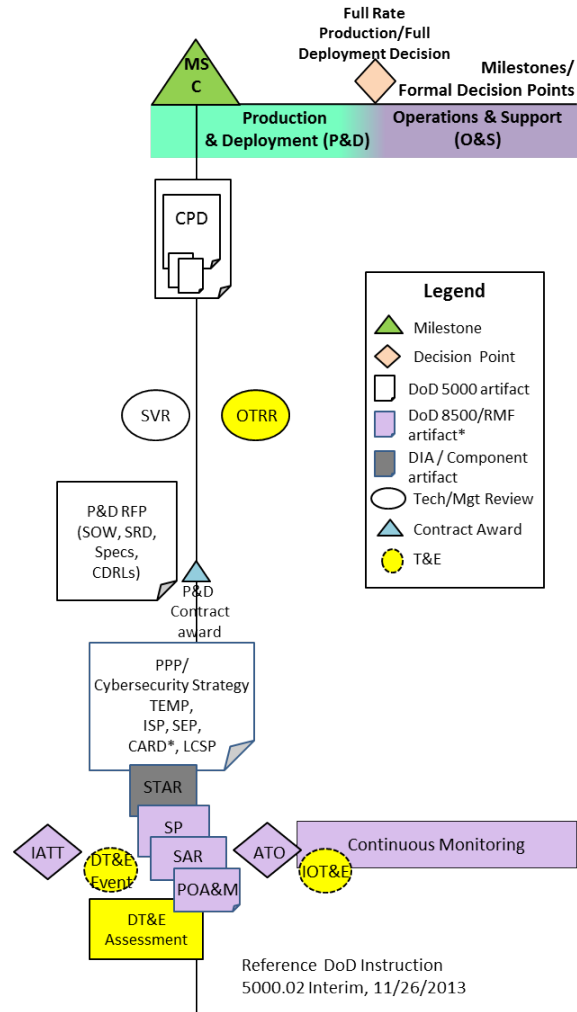 Full Rate
Production/Full
Deployment Decision
MS
C
Milestones/
Formal Decision Points
Production
& Deployment (P&D)
Operations & Support
(O&S)
CPD
Legend
Milestone
Decision Point
DoD 5000 artifact
DoD 8500/RMF
artifact*
DIA / Component
artifact
Tech/Mgt Review
Contract Award
T&E
SVR
OTRR
P&D RFP
(SOW, SRD,
Specs,
CDRLs)
P&D
Contract
award
PPP/
Cybersecurity Strategy
TEMP,
ISP, SEP,
CARD*, LCSP
STAR
SP
SAR
POA&M
IATT
DT&E
Event
ATO
Continuous Monitoring
IOT&E
DT&E
Assessment
Reference DoD Instruction
5000.02 Interim, 11/26/2013